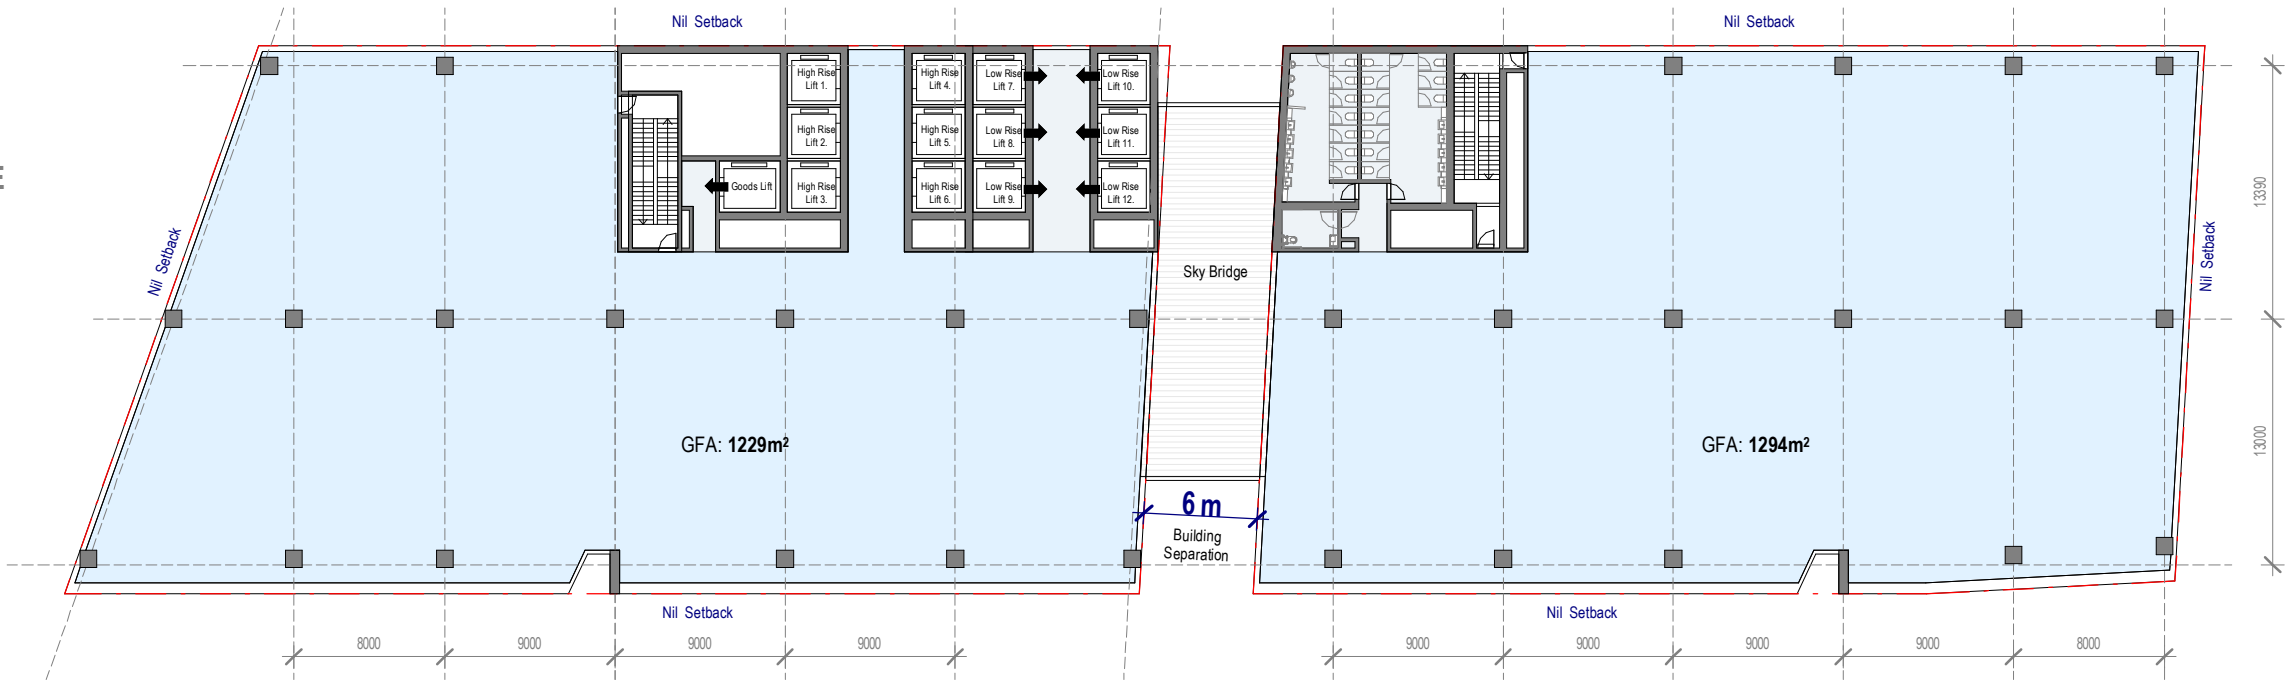 Nil Setback
Nil Setback
High Rise
Lift 1.
High Rise
Lift 4.
Low Rise
Lift 7.
Low Rise
Lift 10.
High Rise
Lift 2.
High Rise
Lift 5.
Low Rise
Lift 8.
Low Rise
Lift 11.
Goods Lift
High Rise
Lift 3.
High Rise
Lift 6.
Low Rise
Lift 9.
Low Rise
Lift 12.
13390
Nil Setback
Sky Bridge
Nil Setback
GFA: 1229m²
GFA: 1294m²
13000
6 m
Building
Separation
Nil Setback
Nil Setback
8000
9000
9000
9000
9000
9000
9000
9000
8000